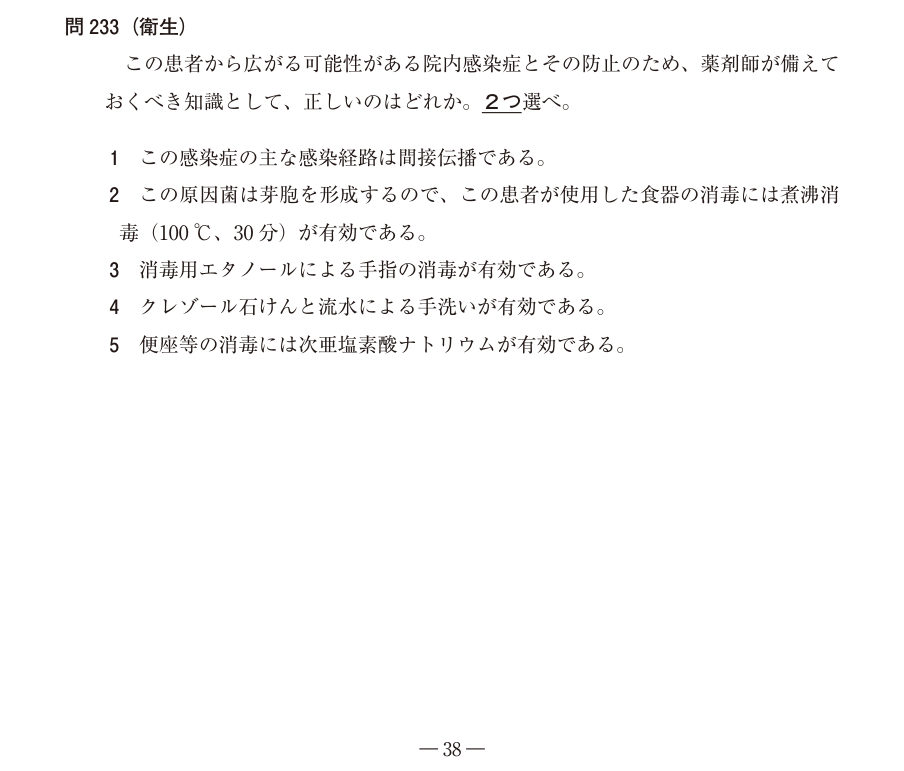 問 233（衛生）
この患者から広がる可能性がある院内感染症とその防止のため、薬剤師が備えて
おくべき知識として、正しいのはどれか。２つ選べ。
1 この感染症の主な感染経路は間接伝播である。
2 この原因菌は芽胞を形成するので、この患者が使用した食器の消毒には煮沸消
毒（100 ℃、30 分）が有効である。
3 消毒用エタノールによる手指の消毒が有効である。
4 クレゾール石けんと流水による手洗いが有効である。
5 便座等の消毒には次亜塩素酸ナトリウムが有効である。
― 38 ―